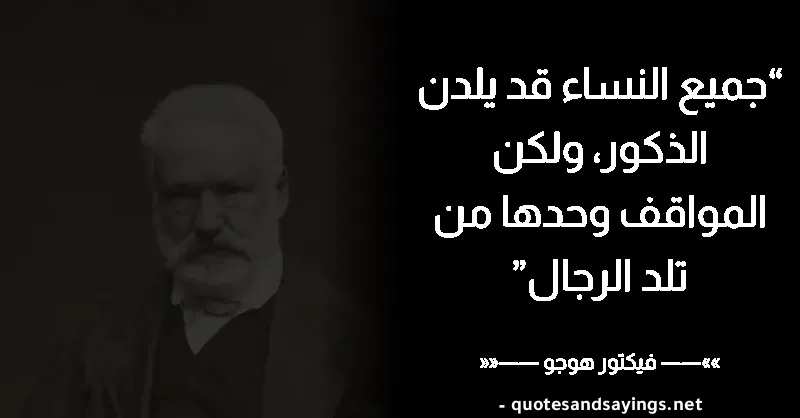 “جميع النساء قد يلدن
الذكور، ولكن
المواقف وحدها من
تلد الرجال”
»»—— فيكتور هوجو ——««
- quotesandsayings.net